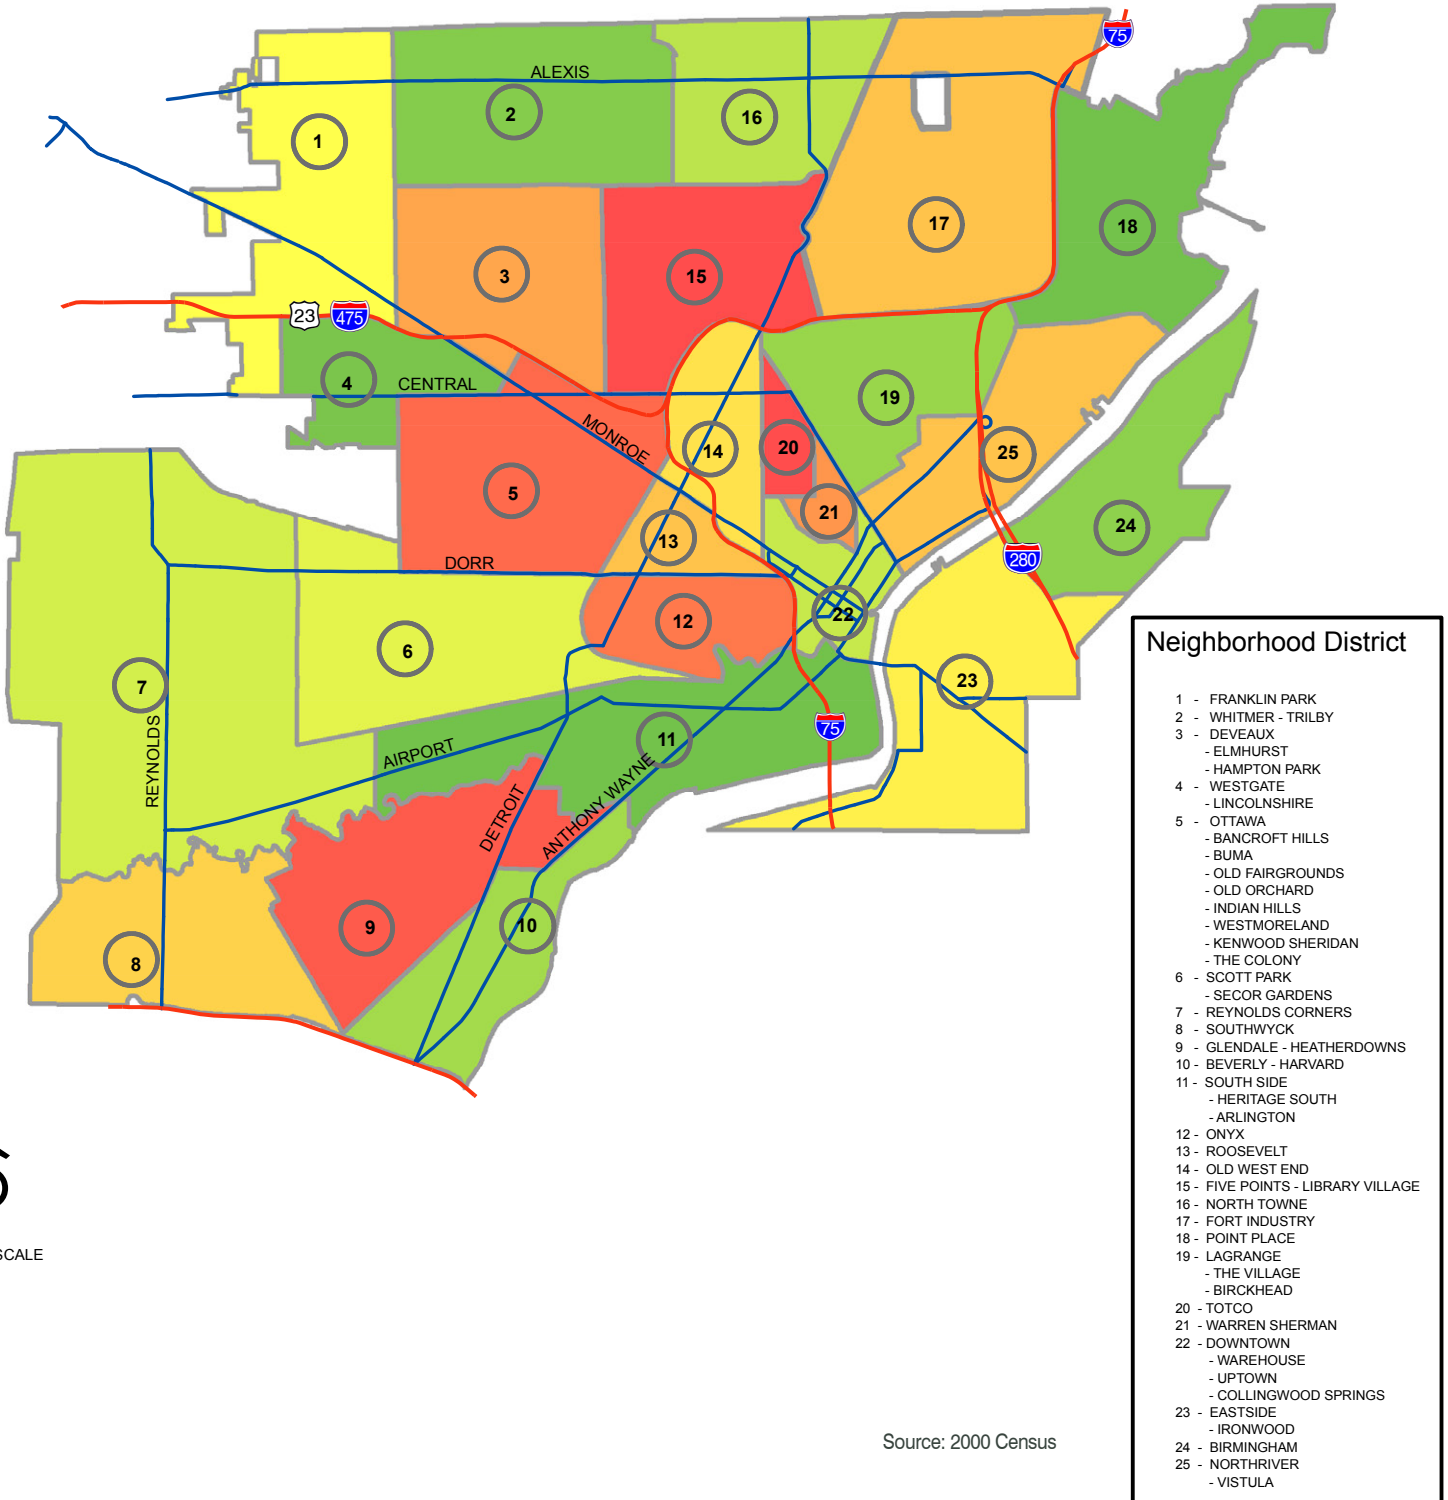 75
ALEXIS
2
16
1
17
18
3
15
23
475
4
CENTRAL
19
MONROE
14
20
25
5
21
24
13
DORR
280
22
12
6
7
23
11
75
AIRPORT
REYNOLDS
DETROIT
ANTHONY WAYNE
9
10
8
SCALE
Source: 2000 Census
Neighborhood District
1 - FRANKLIN PARK
2 - WHITMER - TRILBY
3 - DEVEAUX
- ELMHURST
- HAMPTON PARK
4 - WESTGATE
- LINCOLNSHIRE
5 - OTTAWA
- BANCROFT HILLS
- BUMA
- OLD FAIRGROUNDS
- OLD ORCHARD
- INDIAN HILLS
- WESTMORELAND
- KENWOOD SHERIDAN
- THE COLONY
6 - SCOTT PARK
- SECOR GARDENS
7 - REYNOLDS CORNERS
8 - SOUTHWYCK
9 - GLENDALE - HEATHERDOWNS
10 - BEVERLY - HARVARD
11 - SOUTH SIDE
- HERITAGE SOUTH
- ARLINGTON
12 - ONYX
13 - ROOSEVELT
14 - OLD WEST END
15 - FIVE POINTS - LIBRARY VILLAGE
16 - NORTH TOWNE
17 - FORT INDUSTRY
18 - POINT PLACE
19 - LAGRANGE
- THE VILLAGE
- BIRCKHEAD
20 - TOTCO
21 - WARREN SHERMAN
22 - DOWNTOWN
- WAREHOUSE
- UPTOWN
- COLLINGWOOD SPRINGS
23 - EASTSIDE
- IRONWOOD
24 - BIRMINGHAM
25 - NORTHRIVER
- VISTULA